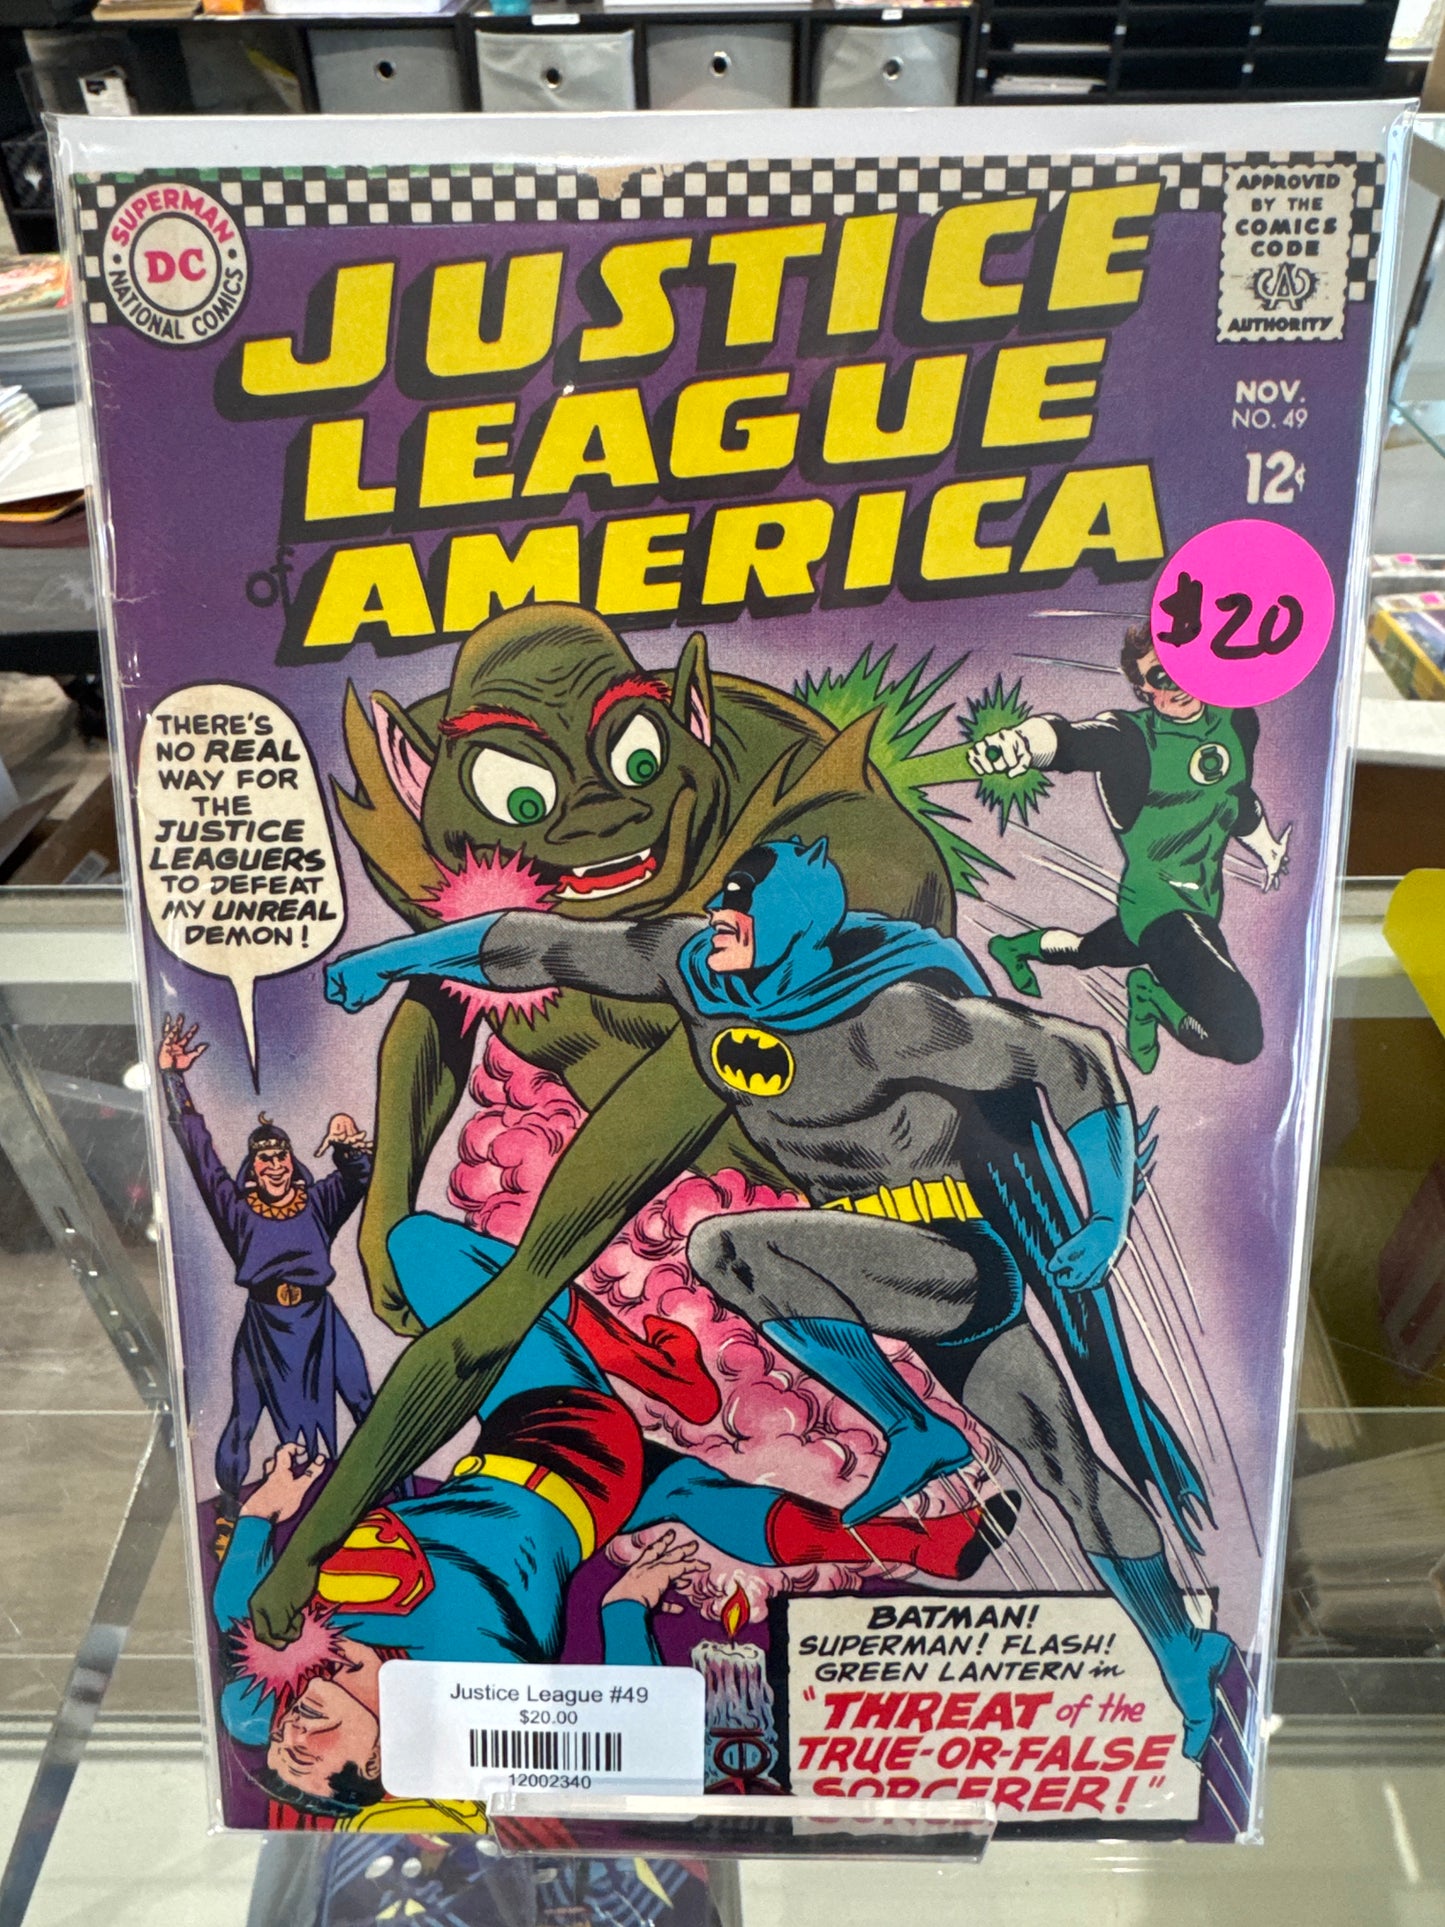 SUPERMAN
DC
NATIONAL COMICS
JUSTICE
LEAGUE
of AMERICA
APPROVED
BY THE
COMICS
CODE
CA
AUTHORITY
NOV.
NO. 49
12¢
$20
THERE'S
NO REAL
WAY FOR
THE
JUSTICE
LEAGUERS
TO DEFEAT
MY UNREAL
DEMON!
BATMAN!
SUPERMAN! FLASH!
GREEN LANTERN in
"THREAT of the
TRUE-OR-FALSE
SORCERER!"
Justice League #49
$20.00
12002340